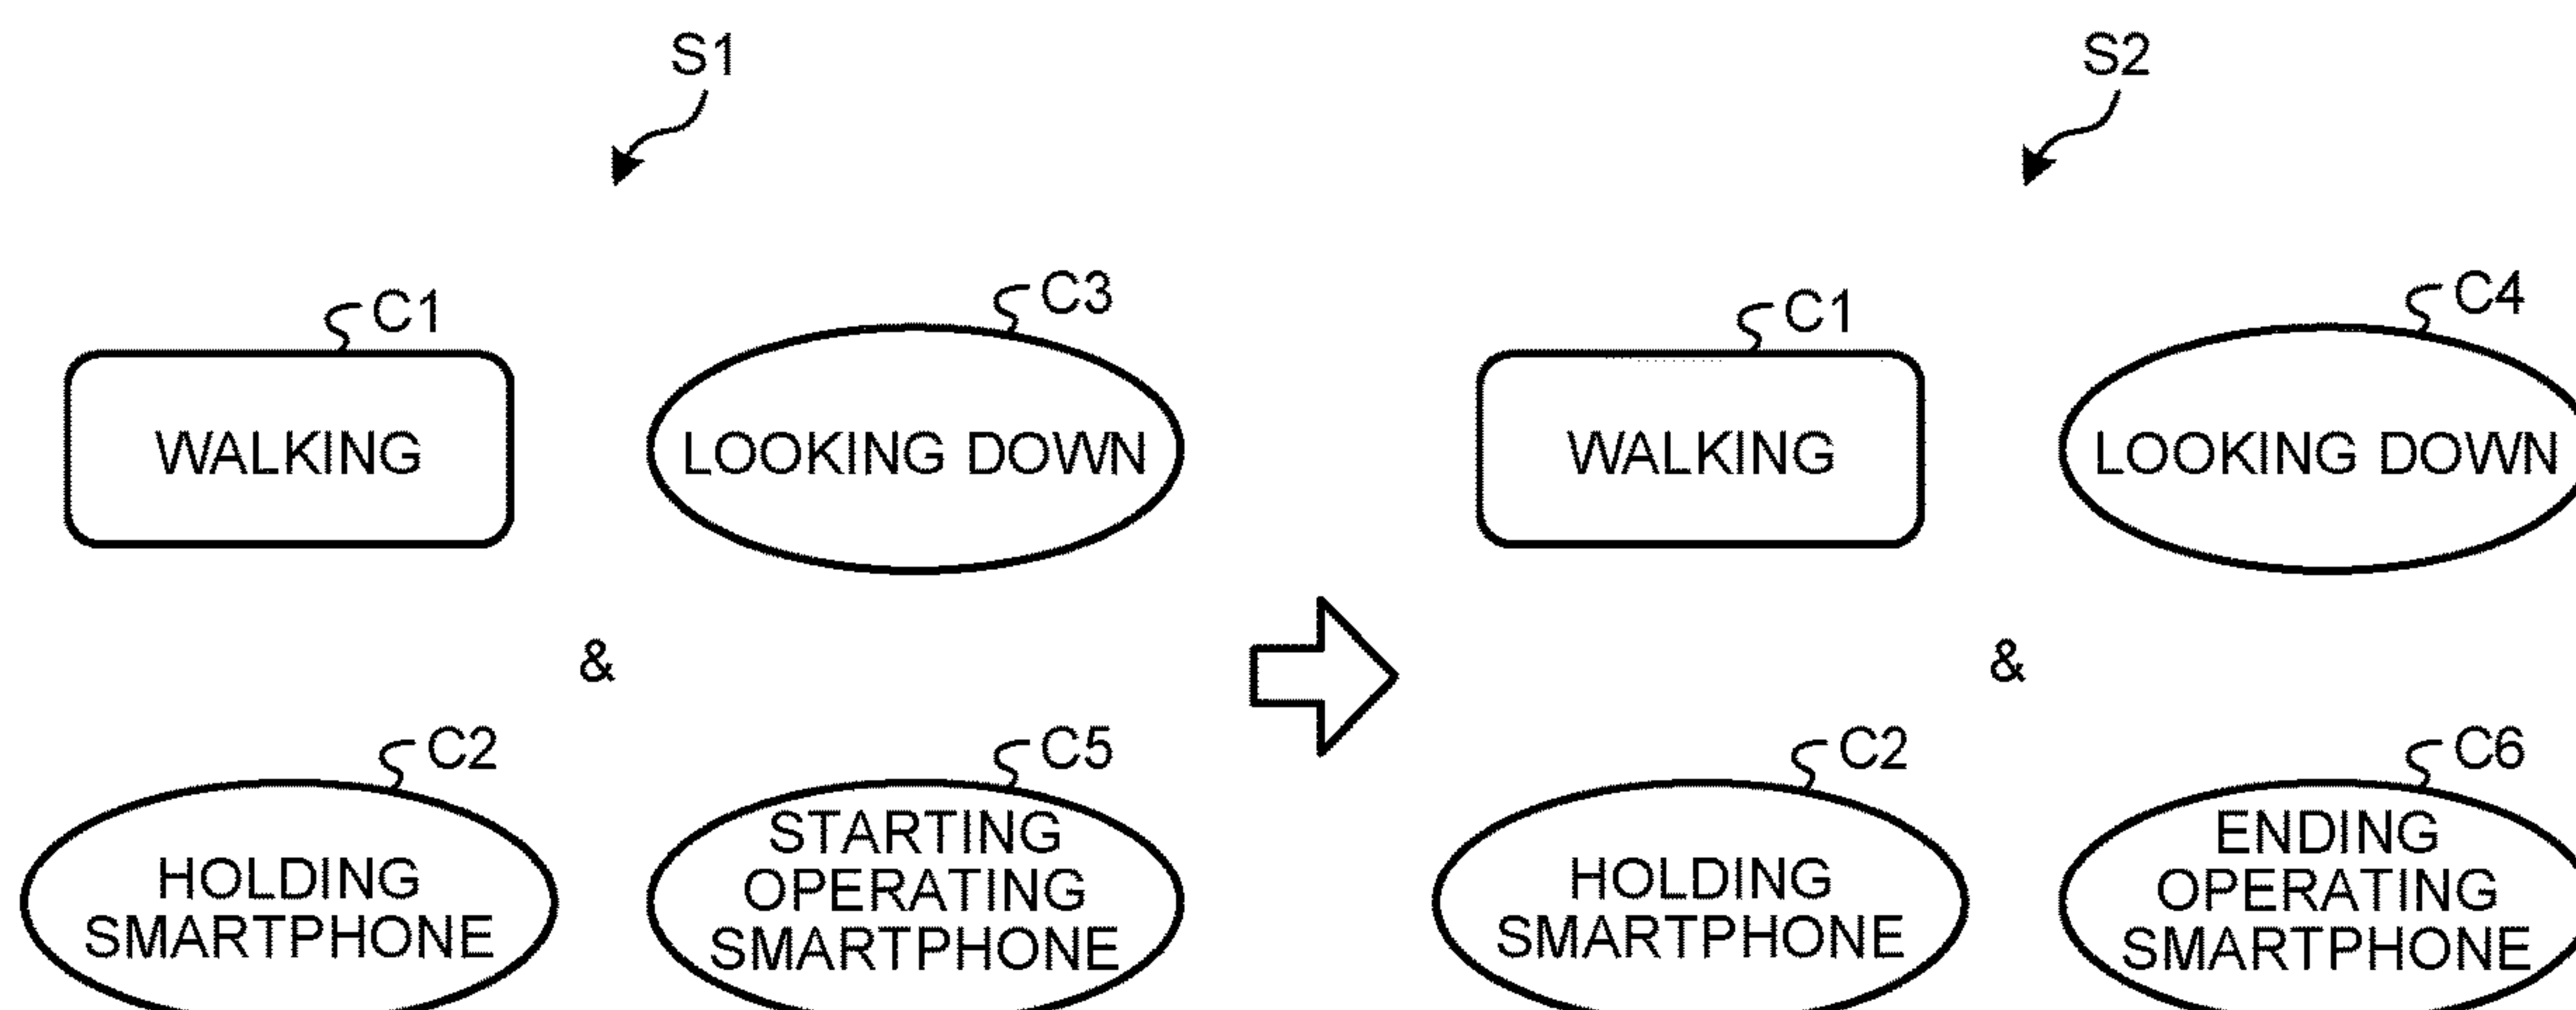 S1
S2
C1
C3
C1
C4
WALKING
LOOKING DOWN
WALKING
LOOKING DOWN
&
&
C2
C5
C2
C6
HOLDING
SMARTPHONE
STARTING
OPERATING
SMARTPHONE
HOLDING
SMARTPHONE
ENDING
OPERATING
SMARTPHONE